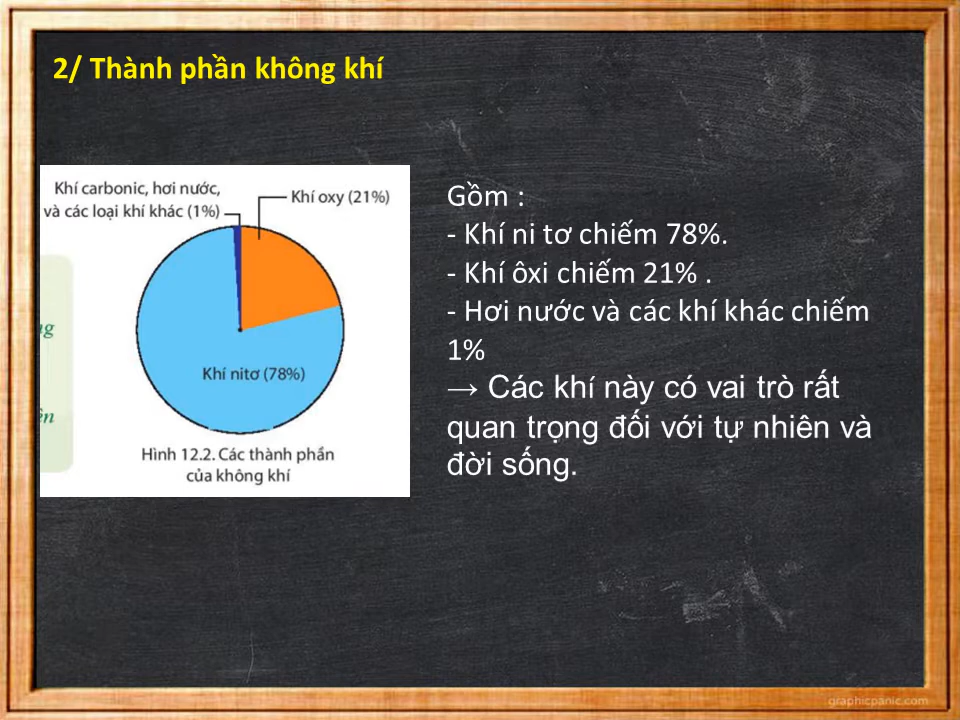 2/ Thành phần không khí
Khí carbonic, hơi nước,
và các loại khí khác (1%)
Khí oxy (21%)
Khí nitơ (78%)
Hình 12.2. Các thành phần
của không khí
Gồm :
- Khí ni tơ chiếm 78%.
- Khí ôxi chiếm 21% .
- Hơi nước và các khí khác chiếm
1%
→ Các khí này có vai trò rất
quan trọng đối với tự nhiên và
đời sống.
graphicpanic.com